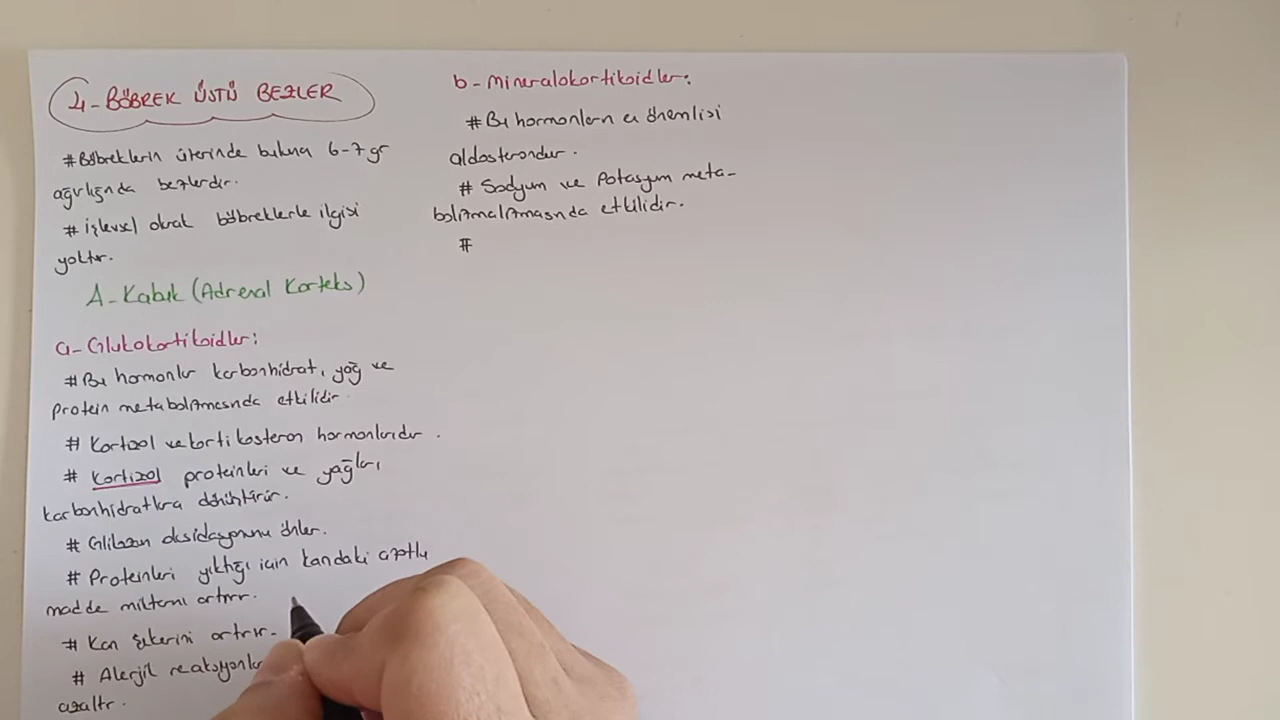 4- BÖBREK ÜSTÜ BEZLER
# Böbreklerin üzerinde bulunan 6-7 gr
ağırlığında bezlerdir.
# İşlevsel olarak böbreklerle ilgisi
yoktur.
A- Kabuk (Adrenal Korteks)
a- Glukokortikoidler:
# Bu hormonlar karbonhidrat, yağ ve
protein metabolizmasında etkilidir.
# Kortizol ve kortikosteron hormonlarıdır.
# Kortizol proteinleri ve yağları,
karbonhidratlara dönüştürür.
# Glikozun oksidasyonunu önler.
# Proteinleri yıktığı için kandaki azotlu
madde miktarını artırır.
# Kan şekerini artırır.
# Alerjik reaksiyonları
azaltır.
b- Mineralokortikoidler:
# Bu hormonların en önemlisi
aldosterondur.
# Sodyum ve Potasyum meta-
bolizmalamasında etkilidir.
#